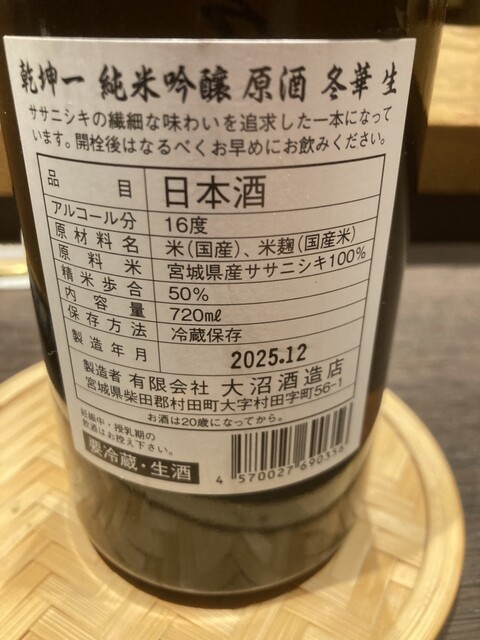 乾坤一 純米吟醸 原酒 冬華 生
ササニシキの繊細な味わいを追求した一本になって
います。開栓後はなるべくお早めにお飲みください。
品目 日本酒
アルコール分 16度
原材料名 米（国産）、米麹（国産米）
原料米 宮城県産ササニシキ100%
精米歩合 50%
内容量 720㎖
保存方法 冷蔵保存
製造年月 2025.12
製造者 有限会社 大沼酒造店
宮城県柴田郡村田町大字村田字町56-1
お酒は20歳になってから。
妊娠中・授乳期の
飲酒はお控え下さい。
要冷蔵・生酒
4 570027 690336